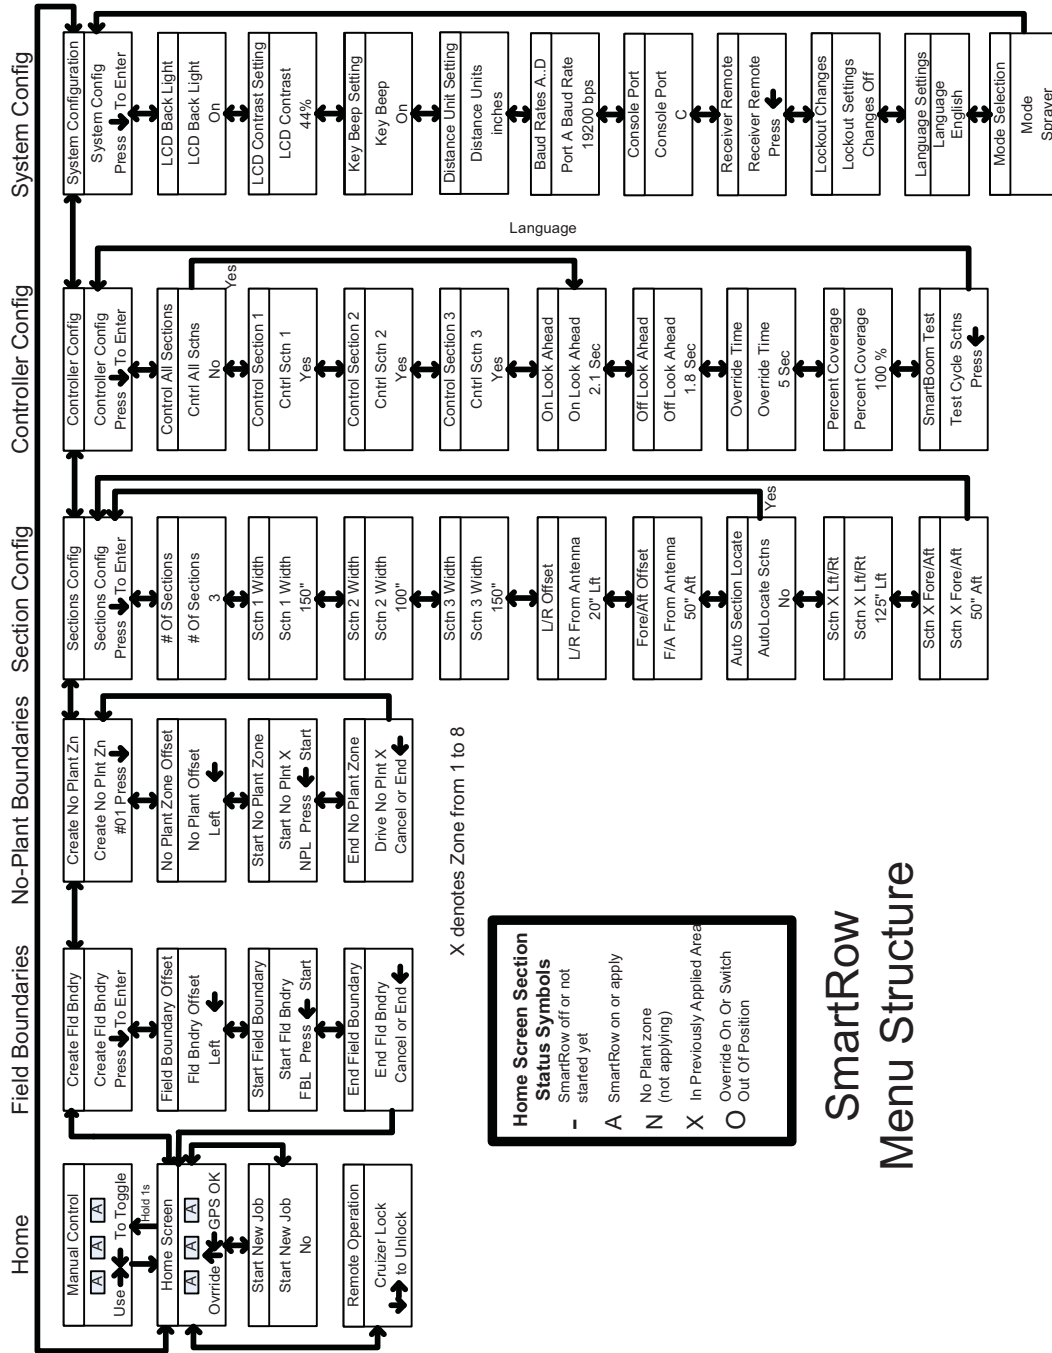 Home
Manual Control
A A A
Use To Toggle
Hold 1s
Home Screen
A A A
Ovrride GPS OK
Start New Job
Start New Job
No
Remote Operation
Cruizer Lock
to Unlock
Field Boundaries
Create Fld Bndry
Create Fld Bndry
Press To Enter
Field Boundary Offset
Fld Bndry Offset
Left
Start Field Boundary
Start Fld Bndry
FBL Press Start
End Field Boundary
End Fld Bndry
Cancel or End
No-Plant Boundaries
Create No Plant Zn
Create No Plnt Zn
#01 Press
No Plant Zone Offset
No Plant Offset
Left
Start No Plant Zone
Start No Plnt X
NPL Press Start
End No Plant Zone
Drive No Plnt X
Cancel or End
X denotes Zone from 1 to 8
Section Config
Sections Config
Sections Config
Press To Enter
# Of Sections
# Of Sections
3
Sctn 1 Width
Sctn 1 Width
150"
Sctn 2 Width
Sctn 2 Width
100"
Sctn 3 Width
Sctn 3 Width
150"
L/R Offset
L/R From Antenna
20" Lft
Fore/Aft Offset
F/A From Antenna
50" Aft
Auto Section Locate
AutoLocate Sctns
No
Yes
Sctn X Lft/Rt
Sctn X Lft/Rt
125" Lft
Sctn X Fore/Aft
Sctn X Fore/Aft
50" Aft
Controller Config
Controller Config
Controller Config
Press To Enter
Control All Sections
Cntrl All Sctns
No
Yes
Control Section 1
Cntrl Sctn 1
Yes
Control Section 2
Cntrl Sctn 2
Yes
Control Section 3
Cntrl Sctn 3
Yes
On Look Ahead
On Look Ahead
2.1 Sec
Off Look Ahead
Off Look Ahead
1.8 Sec
Override Time
Override Time
5 Sec
Percent Coverage
Percent Coverage
100 %
SmartBoom Test
Test Cycle Sctns
Press
Language
System Config
System Configuration
System Config
Press To Enter
LCD Back Light
LCD Back Light
On
LCD Contrast Setting
LCD Contrast
44%
Key Beep Setting
Key Beep
On
Distance Unit Setting
Distance Units
inches
Baud Rates A..D
Port A Baud Rate
19200 bps
Console Port
Console Port
C
Receiver Remote
Receiver Remote
Press
Lockout Changes
Lockout Settings
Changes Off
Language Settings
Language
English
Mode Selection
Mode
Sprayer
Home Screen Section
Status Symbols
- SmartRow off or not
started yet
A SmartRow on or apply
N No Plant zone
(not applying)
X In Previously Applied Area
O Override On Or Switch
Out Of Position
SmartRow
Menu Structure